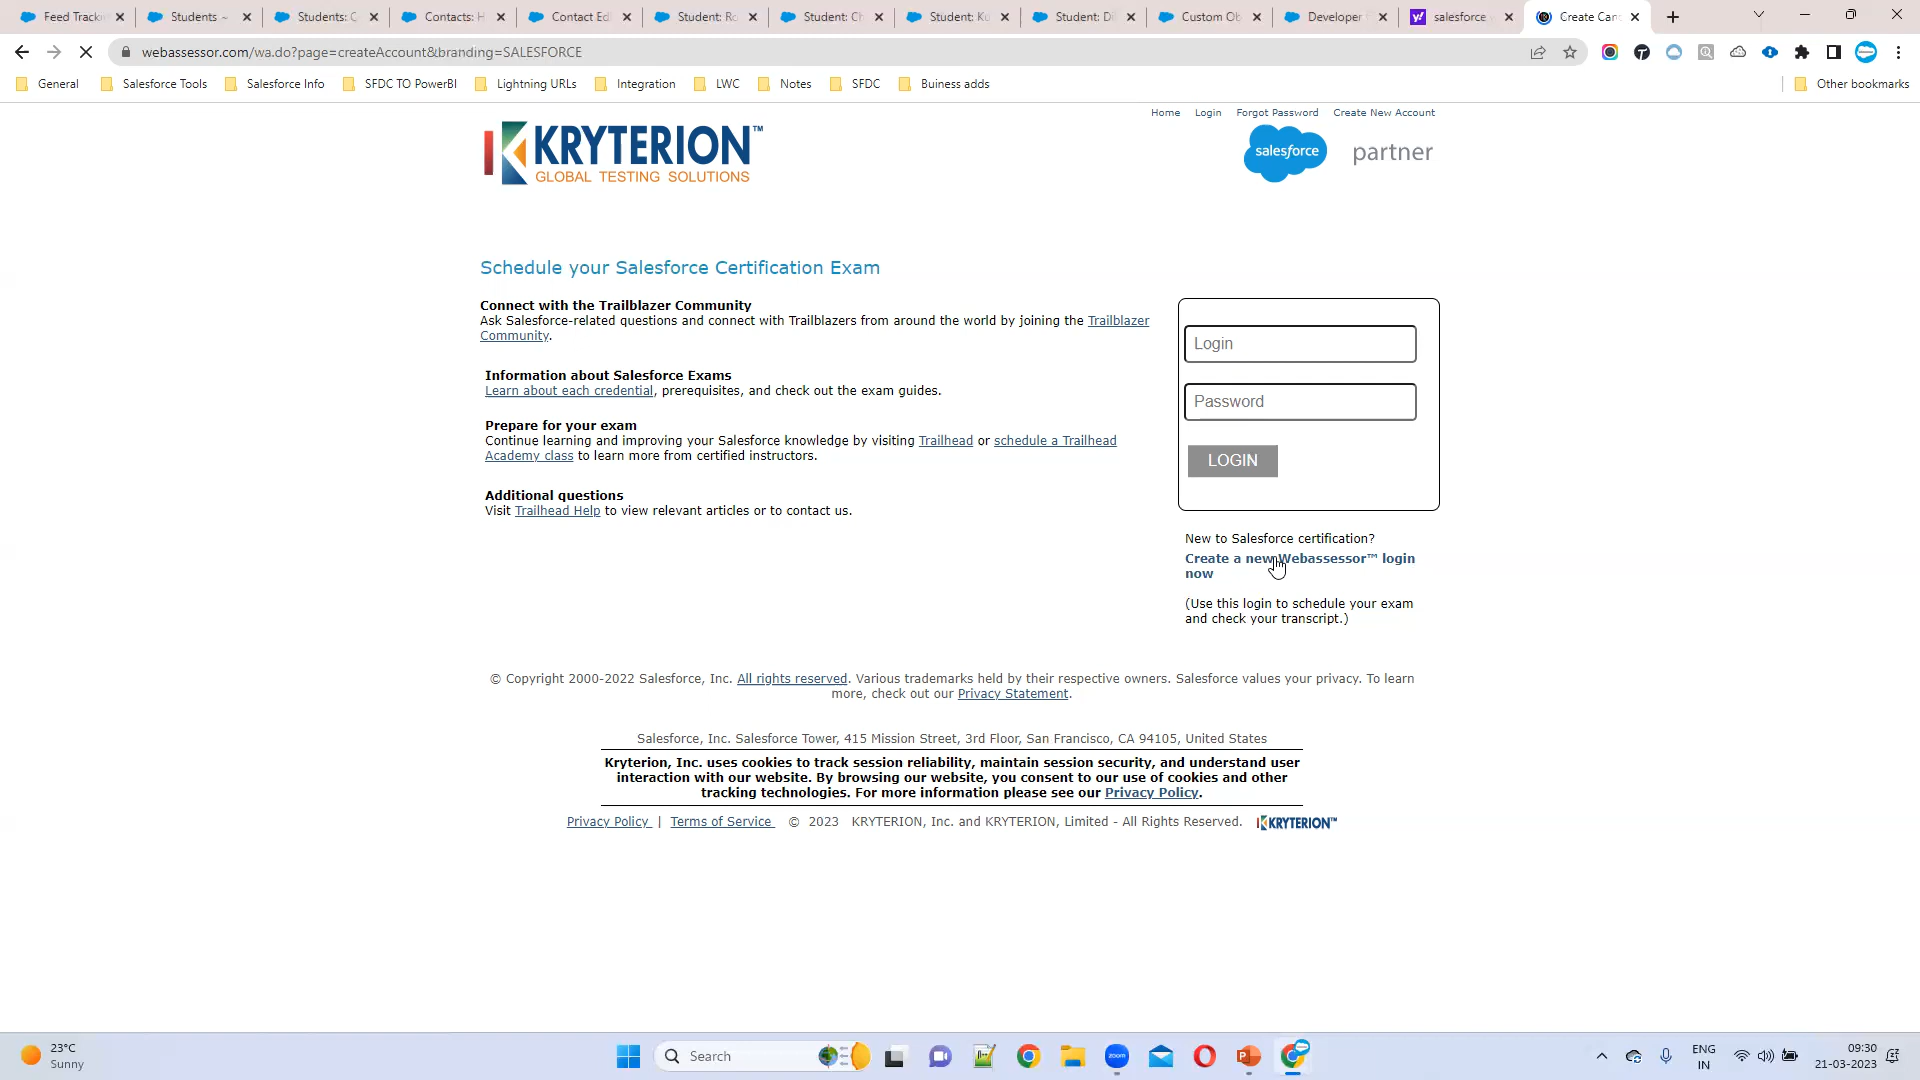 Feed Tracki Students ~ Students: C Contacts: H Contact Edi Student: Ro Student: Ch Student: Ku Student: Dil Custom Ob Developer salesforce Create Can
webassessor.com/wa.do?page=createAccount&branding=SALESFORCE
General Salesforce Tools Salesforce Info SFDC TO PowerBI Lightning URLs Integration LWC Notes SFDC Buiness adds Other bookmarks
Home Login Forgot Password Create New Account
KRYTERION™
GLOBAL TESTING SOLUTIONS
salesforce partner
Schedule your Salesforce Certification Exam
Connect with the Trailblazer Community
Ask Salesforce-related questions and connect with Trailblazers from around the world by joining the Trailblazer
Community.
Information about Salesforce Exams
Learn about each credential, prerequisites, and check out the exam guides.
Prepare for your exam
Continue learning and improving your Salesforce knowledge by visiting Trailhead or schedule a Trailhead
Academy class to learn more from certified instructors.
Additional questions
Visit Trailhead Help to view relevant articles or to contact us.
Login
Password
LOGIN
New to Salesforce certification?
Create a new Webassessor™ login
now
(Use this login to schedule your exam
and check your transcript.)
© Copyright 2000-2022 Salesforce, Inc. All rights reserved. Various trademarks held by their respective owners. Salesforce values your privacy. To learn
more, check out our Privacy Statement.
Salesforce, Inc. Salesforce Tower, 415 Mission Street, 3rd Floor, San Francisco, CA 94105, United States
Kryterion, Inc. uses cookies to track session reliability, maintain session security, and understand user
interaction with our website. By browsing our website, you consent to our use of cookies and other
tracking technologies. For more information please see our Privacy Policy.
Privacy Policy | Terms of Service © 2023 KRYTERION, Inc. and KRYTERION, Limited - All Rights Reserved. KRYTERION™
23°C
Sunny
Search
zoom
ENG
IN
09:30
21-03-2023